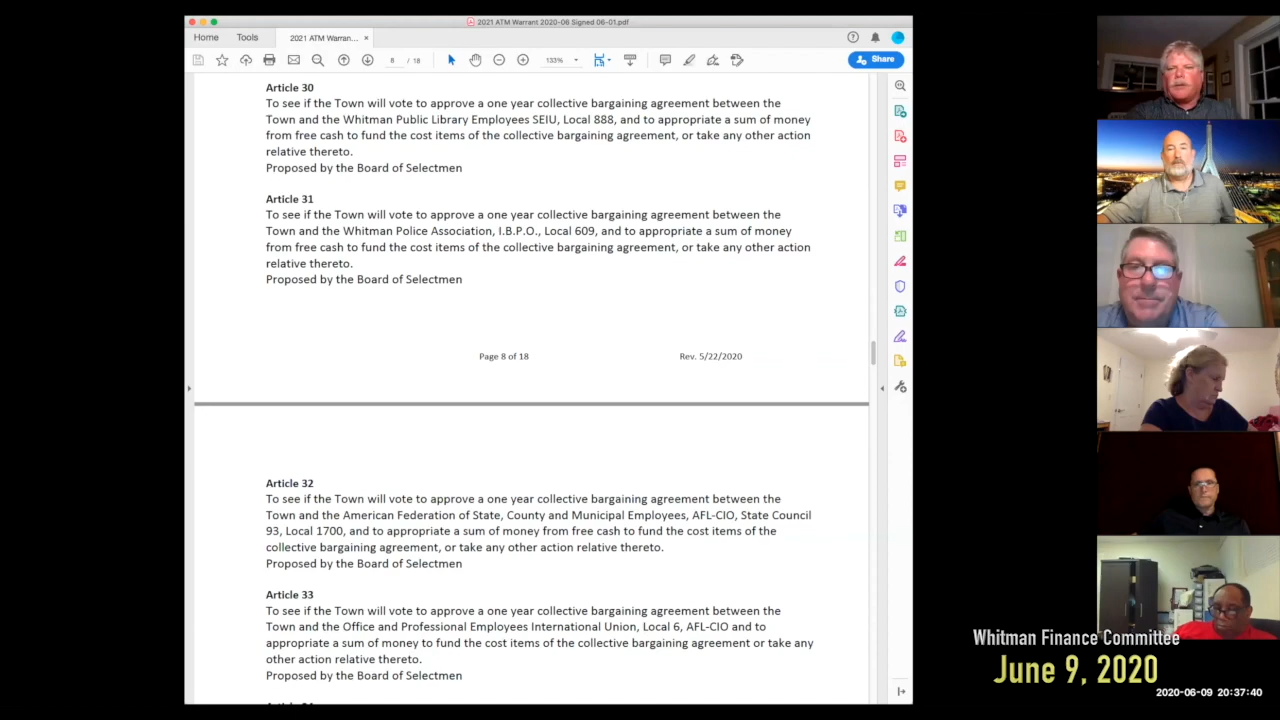 2021 ATM Warrant 2020-06 Signed 06-01.pdf
Home Tools 2021 ATM Warran... ×
8 / 18 133% Share
Article 30
To see if the Town will vote to approve a one year collective bargaining agreement between the
Town and the Whitman Public Library Employees SEIU, Local 888, and to appropriate a sum of money
from free cash to fund the cost items of the collective bargaining agreement, or take any other action
relative thereto.
Proposed by the Board of Selectmen
Article 31
To see if the Town will vote to approve a one year collective bargaining agreement between the
Town and the Whitman Police Association, I.B.P.O., Local 609, and to appropriate a sum of money
from free cash to fund the cost items of the collective bargaining agreement, or take any other action
relative thereto.
Proposed by the Board of Selectmen
Page 8 of 18 Rev. 5/22/2020
Article 32
To see if the Town will vote to approve a one year collective bargaining agreement between the
Town and the American Federation of State, County and Municipal Employees, AFL-CIO, State Council
93, Local 1700, and to appropriate a sum of money from free cash to fund the cost items of the
collective bargaining agreement, or take any other action relative thereto.
Proposed by the Board of Selectmen
Article 33
To see if the Town will vote to approve a one year collective bargaining agreement between the
Town and the Office and Professional Employees International Union, Local 6, AFL-CIO and to
appropriate a sum of money to fund the cost items of the collective bargaining agreement or take any
other action relative thereto.
Proposed by the Board of Selectmen
Whitman Finance Committee
June 9, 2020
2020-06-09 20:37:40